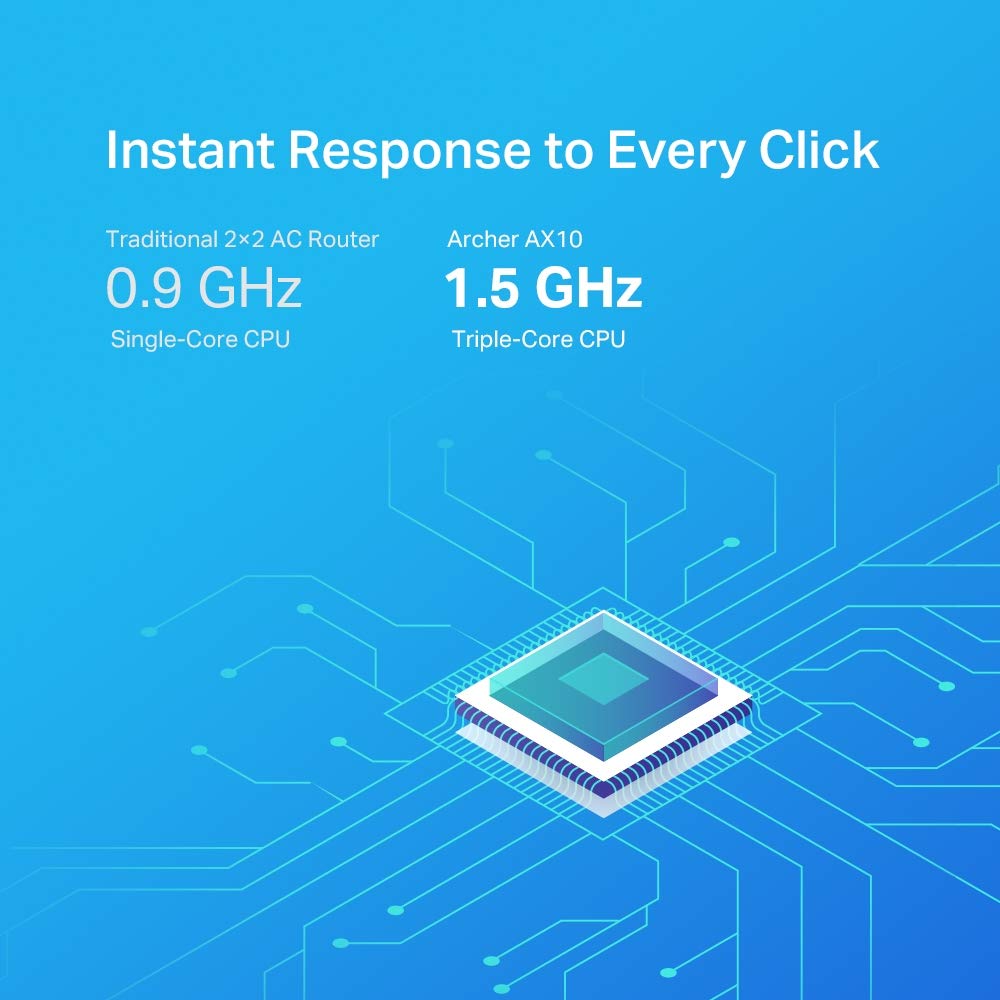 Instant Response to Every Click
Traditional 2×2 AC Router
0.9 GHz
Single-Core CPU
Archer AX10
1.5 GHz
Triple-Core CPU